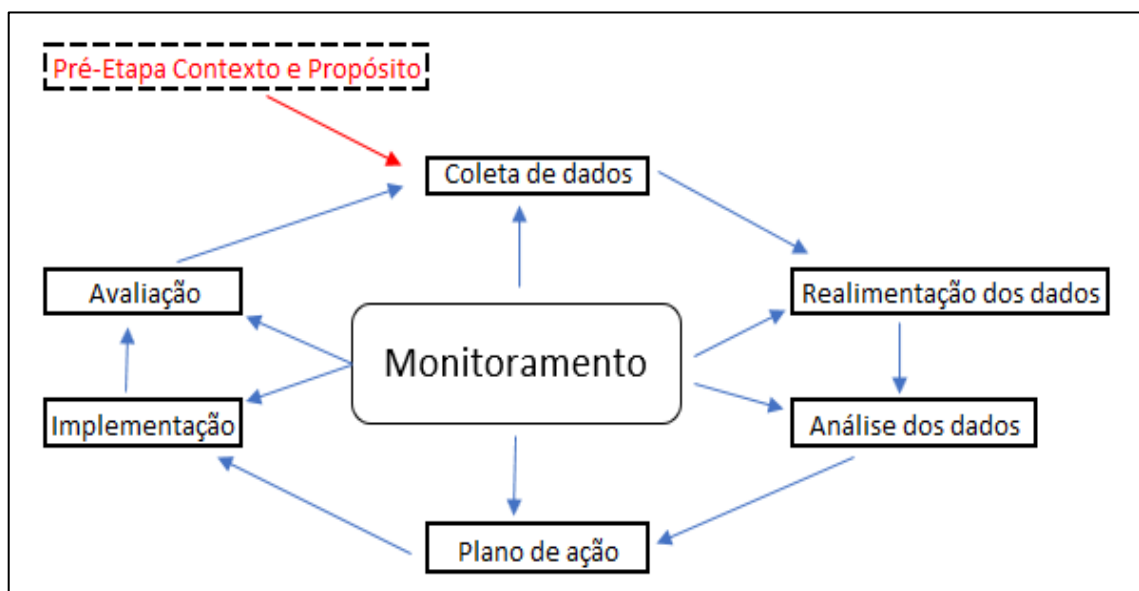 Pré-Etapa Contexto e Propósito
Coleta de dados
Avaliação
Realimentação dos dados
Monitoramento
Implementação
Análise dos dados
Plano de ação